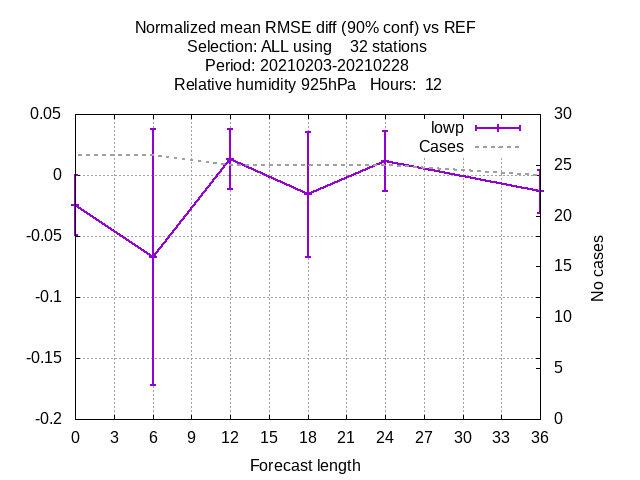 Normalized mean RMSE diff (90% conf) vs REF
Selection: ALL using    32 stations
Period: 20210203-20210228
Relative humidity 925hPa   Hours:  12
lowp
Cases
0.05
0
-0.05
-0.1
-0.15
-0.2
30
25
20
15
10
5
0
No cases
0 3 6 9 12 15 18 21 24 27 30 33 36
Forecast length